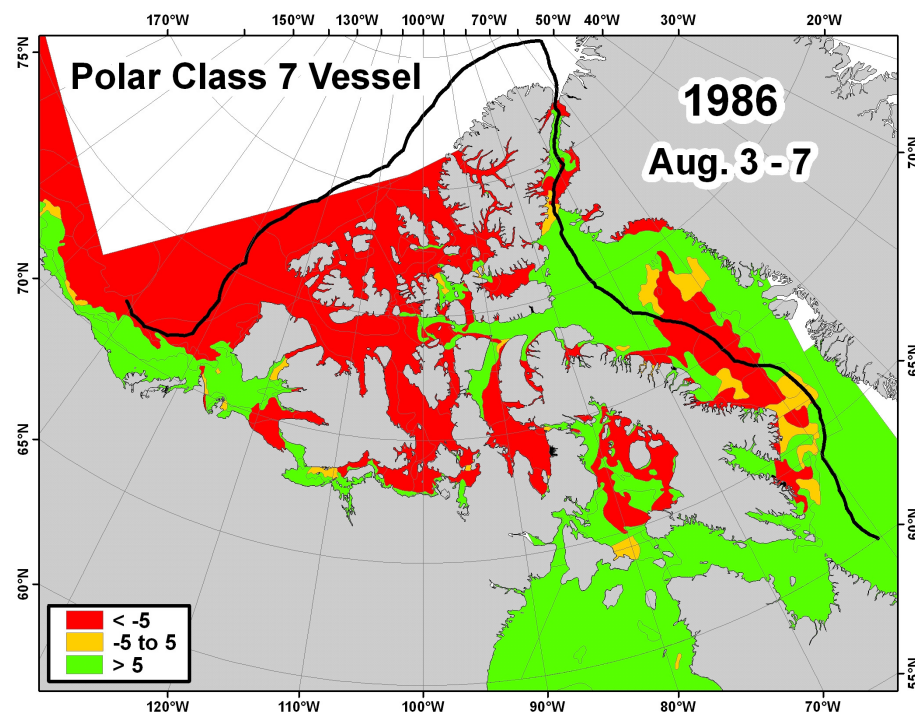 170°W 150°W 130°W 100°W 70°W 50°W 40°W 30°W 20°W
75°N
Polar Class 7 Vessel
1986
Aug. 3 - 7
70°N
70°N
65°N
65°N
60°N
60°N
55°N
< -5
-5 to 5
> 5
120°W 110°W 100°W 90°W 80°W 70°W